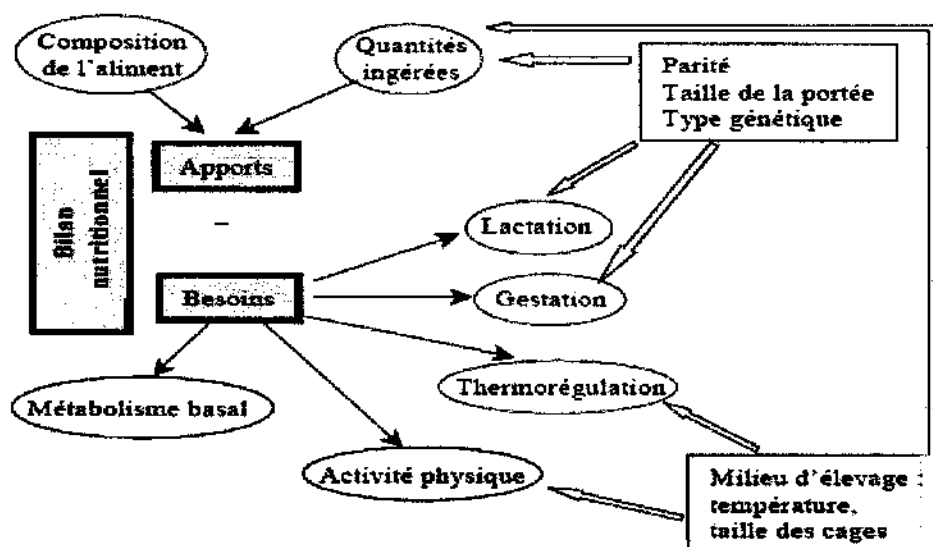 Composition
de l'aliment
Quantités
ingérées
Parité
Taille de la portée
Type génétique
Apports
Bilan
nutritionnel
–
Lactation
Besoins
Gestation
Thermorégulation
Métabolisme basal
Activité physique
Milieu d'élevage :
température,
taille des cages